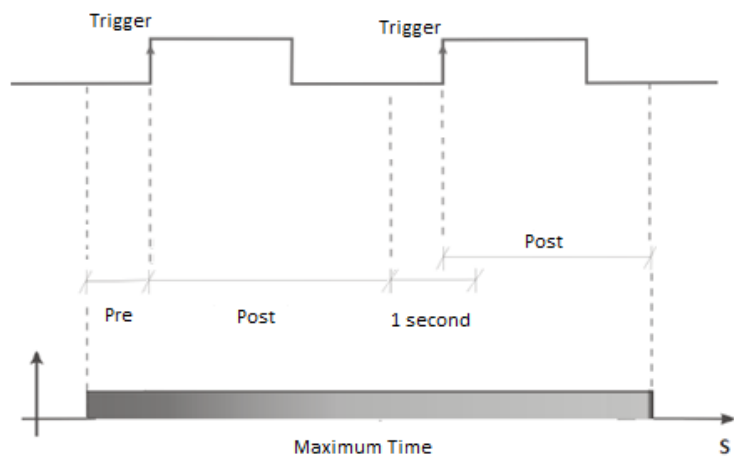 Trigger
Trigger
Post
Pre
Post
1 second
Maximum Time
S